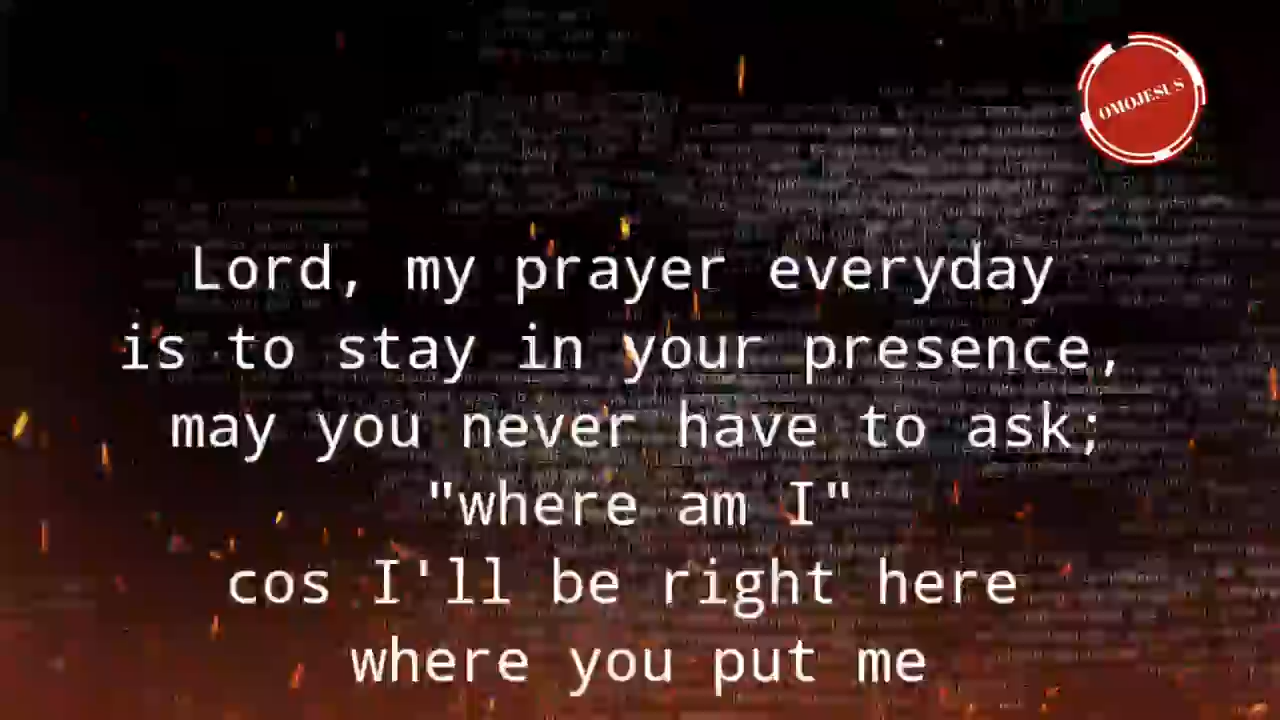 OMOJESUS
Lord, my prayer everyday
is to stay in your presence,
may you never have to ask;
"where am I"
cos I'll be right here
where you put me